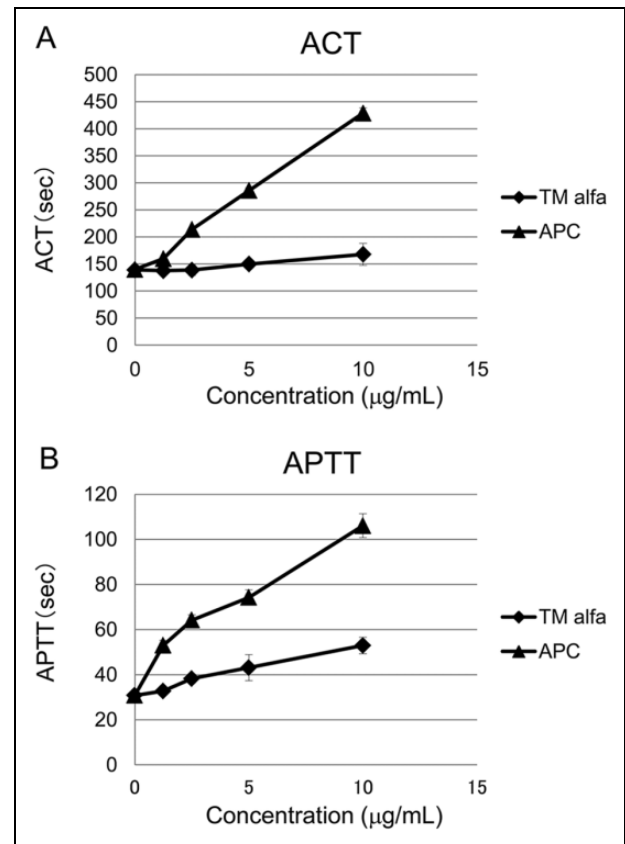 A
ACT
500
450
400
350
300
250
200
150
100
50
0
ACT (sec)
0 5 10 15
Concentration (μg/mL)
TM alfa
APC
B
APTT
120
100
80
60
40
20
0
APTT (sec)
0 5 10 15
Concentration (μg/mL)
TM alfa
APC